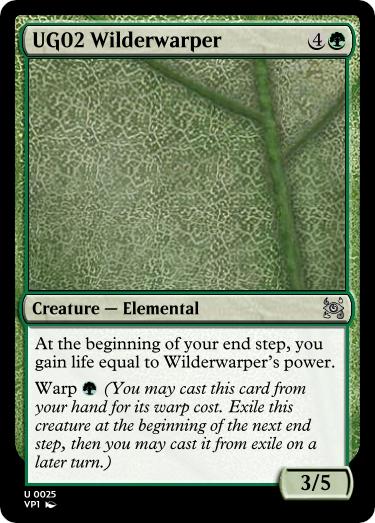 UG02 Wilderwarper 4
Creature — Elemental
At the beginning of your end step, you
gain life equal to Wilderwarper's power.
Warp (You may cast this card from
your hand for its warp cost. Exile this
creature at the beginning of the next end
step, then you may cast it from exile on a
later turn.)
3/5
U 0025
VP1